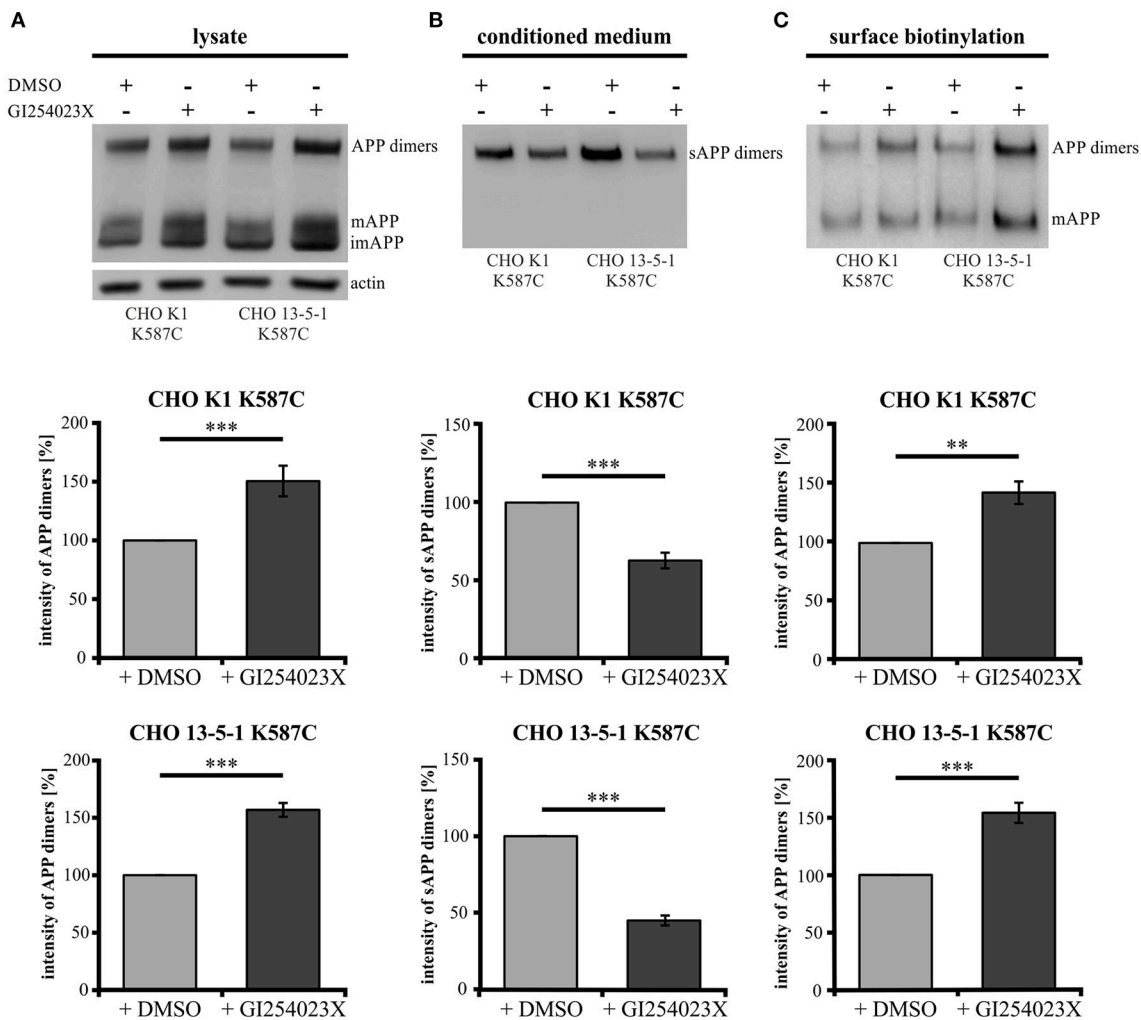 A
lysate
DMSO + - + -
GI254023X - + - +
APP dimers
mAPP
imAPP
actin
CHO K1 CHO 13-5-1
K587C K587C
B
conditioned medium
+ - + -
- + - +
sAPP dimers
CHO K1 CHO 13-5-1
K587C K587C
C
surface biotinylation
+ - + -
- + - +
APP dimers
mAPP
CHO K1 CHO 13-5-1
K587C K587C
CHO K1 K587C
intensity of APP dimers [%]
200
150
100
50
0
***
+ DMSO + GI254023X
CHO K1 K587C
intensity of sAPP dimers [%]
150
100
50
0
***
+ DMSO + GI254023X
CHO K1 K587C
intensity of APP dimers [%]
200
150
100
50
0
**
+ DMSO + GI254023X
CHO 13-5-1 K587C
intensity of APP dimers [%]
200
150
100
50
0
***
+ DMSO + GI254023X
CHO 13-5-1 K587C
intensity of sAPP dimers [%]
150
100
50
0
***
+ DMSO + GI254023X
CHO 13-5-1 K587C
intensity of APP dimers [%]
200
150
100
50
0
***
+ DMSO + GI254023X